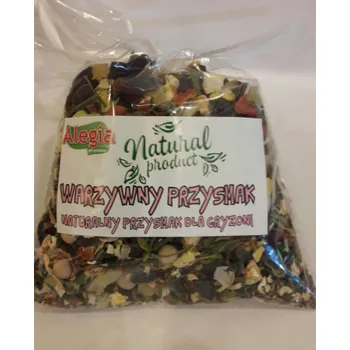 Alegia
Natural
product
WARZYWNY PRZYSMAK
NATURALNY PRZYSMAK DLA GRYZONI